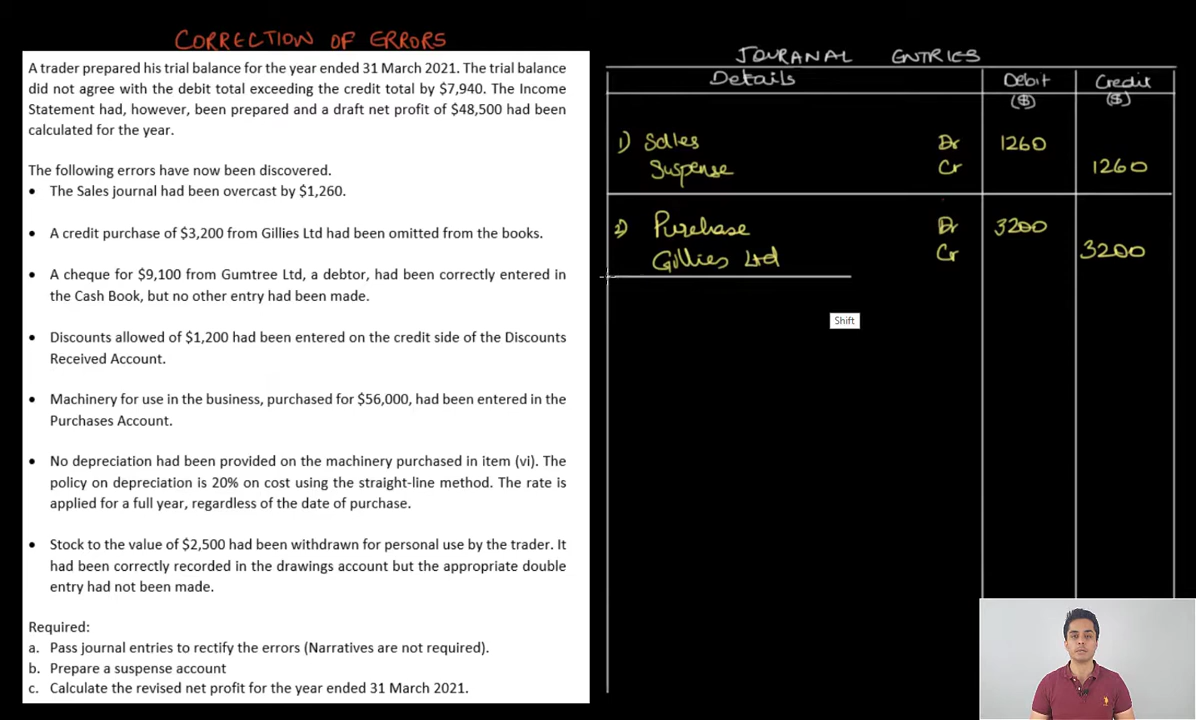 CORRECTION OF ERRORS
A trader prepared his trial balance for the year ended 31 March 2021. The trial balance
did not agree with the debit total exceeding the credit total by $7,940. The Income
Statement had, however, been prepared and a draft net profit of $48,500 had been
calculated for the year.
The following errors have now been discovered.
• The Sales journal had been overcast by $1,260.
• A credit purchase of $3,200 from Gillies Ltd had been omitted from the books.
• A cheque for $9,100 from Gumtree Ltd, a debtor, had been correctly entered in
the Cash Book, but no other entry had been made.
• Discounts allowed of $1,200 had been entered on the credit side of the Discounts
Received Account.
• Machinery for use in the business, purchased for $56,000, had been entered in the
Purchases Account.
• No depreciation had been provided on the machinery purchased in item (vi). The
policy on depreciation is 20% on cost using the straight-line method. The rate is
applied for a full year, regardless of the date of purchase.
• Stock to the value of $2,500 had been withdrawn for personal use by the trader. It
had been correctly recorded in the drawings account but the appropriate double
entry had not been made.
Required:
a. Pass journal entries to rectify the errors (Narratives are not required).
b. Prepare a suspense account
c. Calculate the revised net profit for the year ended 31 March 2021.
JOURANAL ENTRIES
Details Debit Credit
($) ($)
1) Sales Dr 1260
Suspense Cr 1260
2) Purchase Dr 3200
Gillies Ltd Cr 3200
Shift